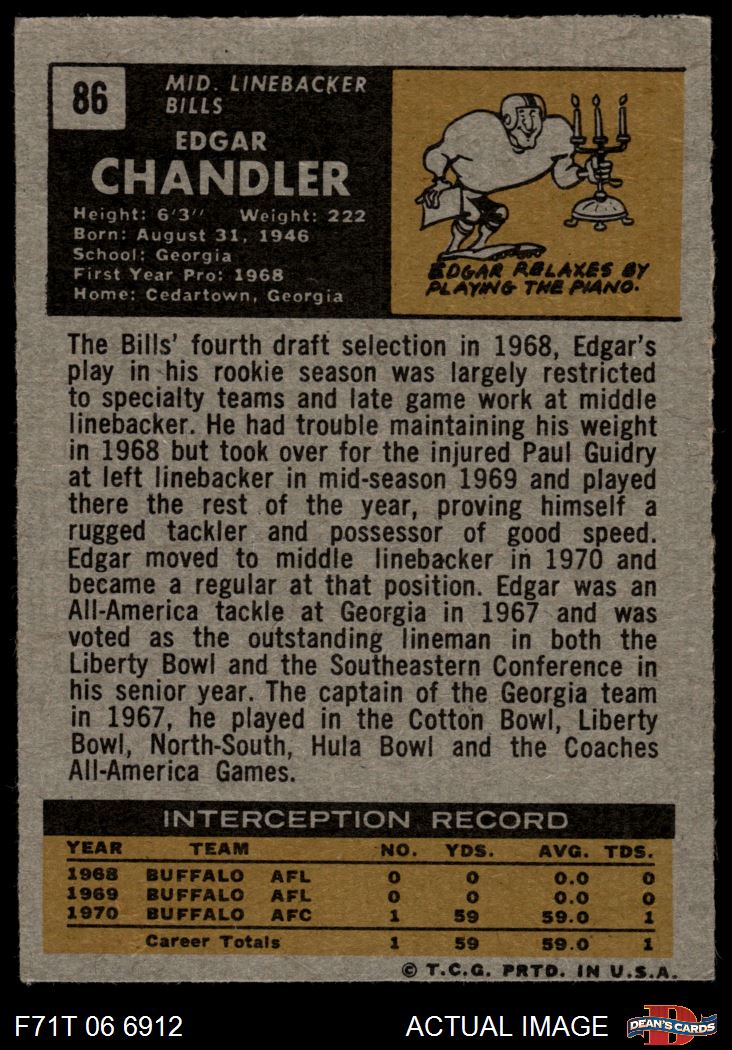 86
MID. LINEBACKER
BILLS
EDGAR
CHANDLER
Height: 6'3" Weight: 222
Born: August 31, 1946
School: Georgia
First Year Pro: 1968
Home: Cedartown, Georgia
EDGAR RELAXES BY
PLAYING THE PIANO.
The Bills' fourth draft selection in 1968, Edgar's
play in his rookie season was largely restricted
to specialty teams and late game work at middle
linebacker. He had trouble maintaining his weight
in 1968 but took over for the injured Paul Guidry
at left linebacker in mid-season 1969 and played
there the rest of the year, proving himself a
rugged tackler and possessor of good speed.
Edgar moved to middle linebacker in 1970 and
became a regular at that position. Edgar was an
All-America tackle at Georgia in 1967 and was
voted as the outstanding lineman in both the
Liberty Bowl and the Southeastern Conference in
his senior year. The captain of the Georgia team
in 1967, he played in the Cotton Bowl, Liberty
Bowl, North-South, Hula Bowl and the Coaches
All-America Games.
INTERCEPTION RECORD
YEAR TEAM NO. YDS. AVG. TDS.
1968 BUFFALO AFL 0 0 0.0 0
1969 BUFFALO AFL 0 0 0.0 0
1970 BUFFALO AFC 1 59 59.0 1
Career Totals 1 59 59.0 1
© T.C.G. PRTD. IN U.S.A.
F71T 06 6912 ACTUAL IMAGE DEAN'S CARDS